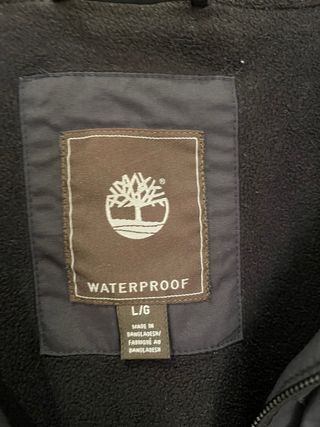 ®
WATERPROOF
L/G
MADE IN
BANGLADESH/
FABRIQUÉ AU
BANGLADESH